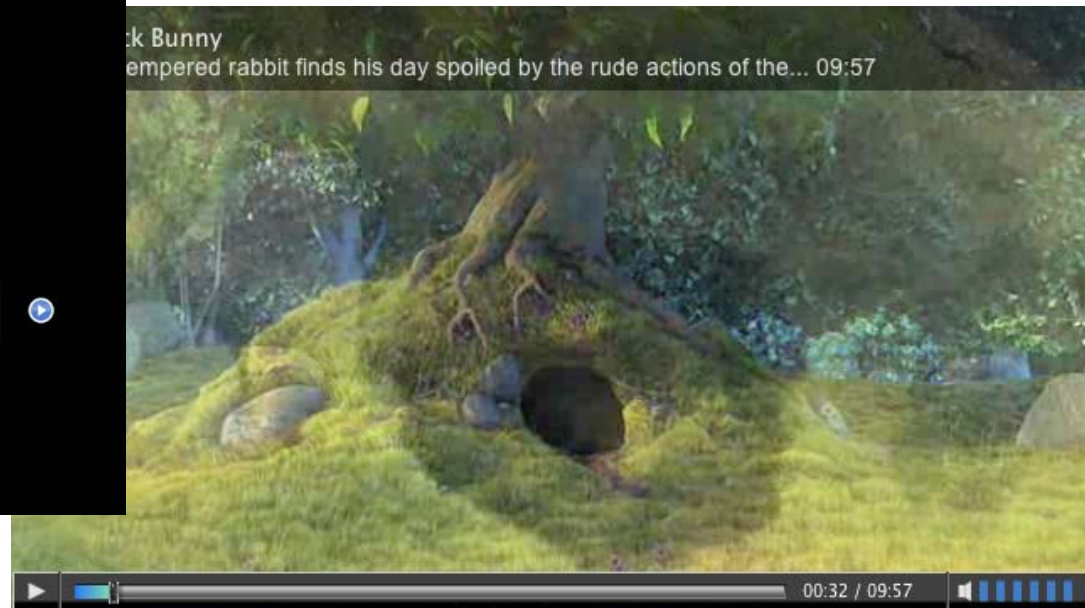 ck Bunny
empered rabbit finds his day spoiled by the rude actions of the... 09:57
00:32 / 09:57